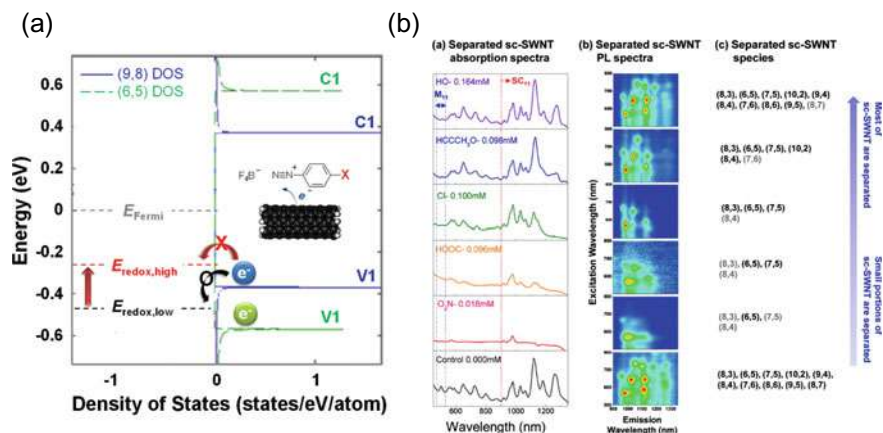 (a)
(9,8) DOS
(6,5) DOS
C1
C1
V1
V1
F₄B⁻
N≡N⁺
X
e⁻
E_Fermi
X
E_redox,high
e⁻
E_redox,low
e⁻
Energy (eV)
0.6
0.4
0.2
0
-0.2
-0.4
-0.6
-1
0
1
Density of States (states/eV/atom)
(b)
(a) Separated sc-SWNT
absorption spectra
(b) Separated sc-SWNT
PL spectra
(c) Separated sc-SWNT
species
HO- 0.164mM
M₁₁
SC₁₁
HCCCH₂O- 0.096mM
Cl- 0.100mM
HOOC- 0.096mM
O₂N- 0.018mM
Control 0.000mM
600
800
1000
1200
Wavelength (nm)
Excitation Wavelength (nm)
Emission
Wavelength (nm)
(8,3), (6,5), (7,5), (10,2), (9,4)
(8,4), (7,6), (8,6), (9,5), (8,7)
(8,3), (6,5), (7,5), (10,2)
(8,4), (7,6)
(8,3), (6,5), (7,5)
(8,4)
(8,3), (6,5), (7,5)
(8,4)
(8,3), (6,5), (7,5)
(8,4)
(8,3), (6,5), (7,5), (10,2), (9,4),
(8,4), (7,6), (8,6), (9,5), (8,7)
Most of
sc-SWNT are separated
Small portions of
sc-SWNT are separated